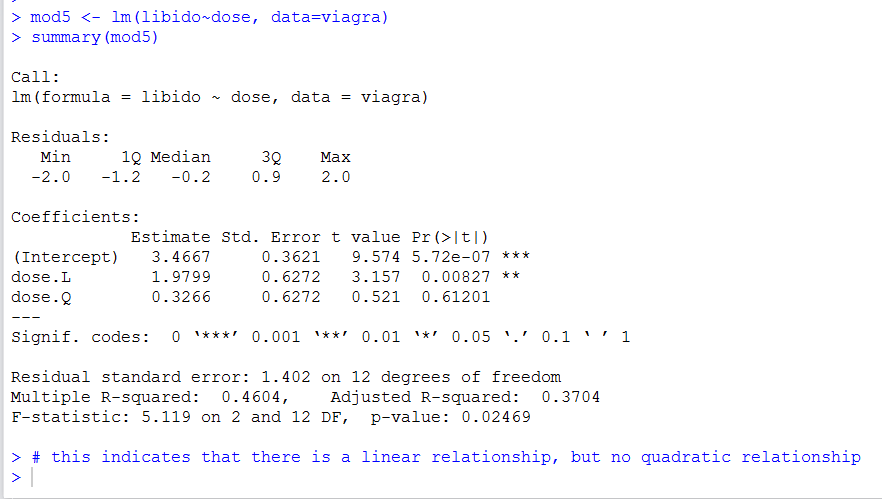 > mod5 <- lm(libido~dose, data=viagra)
> summary(mod5)
Call:
lm(formula = libido ~ dose, data = viagra)
Residuals:
   Min     1Q Median     3Q    Max
  -2.0   -1.2   -0.2    0.9    2.0
Coefficients:
            Estimate Std. Error t value Pr(>|t|)
(Intercept)   3.4667     0.3621   9.574 5.72e-07 ***
dose.L        1.9799     0.6272   3.157  0.00827 **
dose.Q        0.3266     0.6272   0.521  0.61201
---
Signif. codes:  0 ‘***’ 0.001 ‘**’ 0.01 ‘*’ 0.05 ‘.’ 0.1 ‘ ’ 1
Residual standard error: 1.402 on 12 degrees of freedom
Multiple R-squared:  0.4604,    Adjusted R-squared:  0.3704
F-statistic: 5.119 on 2 and 12 DF,  p-value: 0.02469
> # this indicates that there is a linear relationship, but no quadratic relationship
>